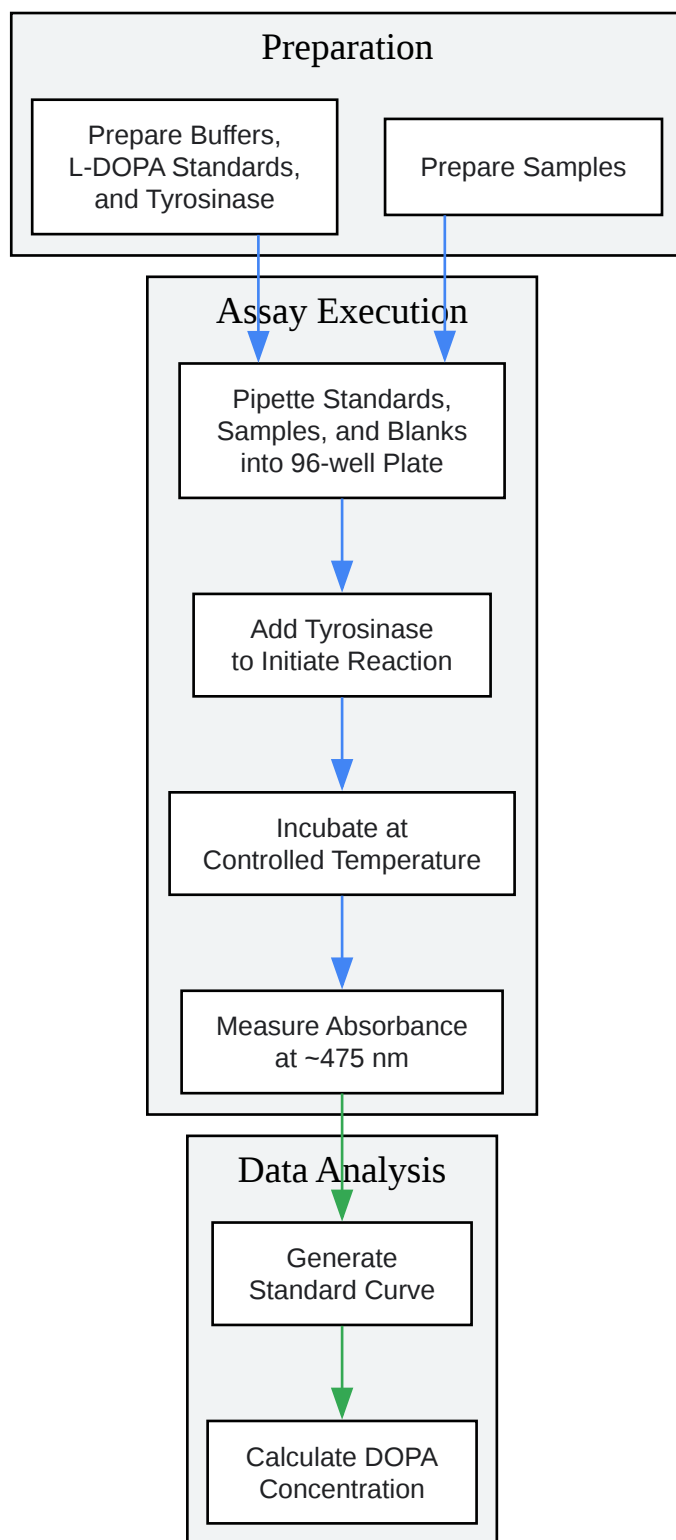 Preparation
Prepare Buffers,
L-DOPA Standards,
and Tyrosinase
Prepare Samples
Assay Execution
Pipette Standards,
Samples, and Blanks
into 96-well Plate
Add Tyrosinase
to Initiate Reaction
Incubate at
Controlled Temperature
Measure Absorbance
at ~475 nm
Data Analysis
Generate
Standard Curve
Calculate DOPA
Concentration